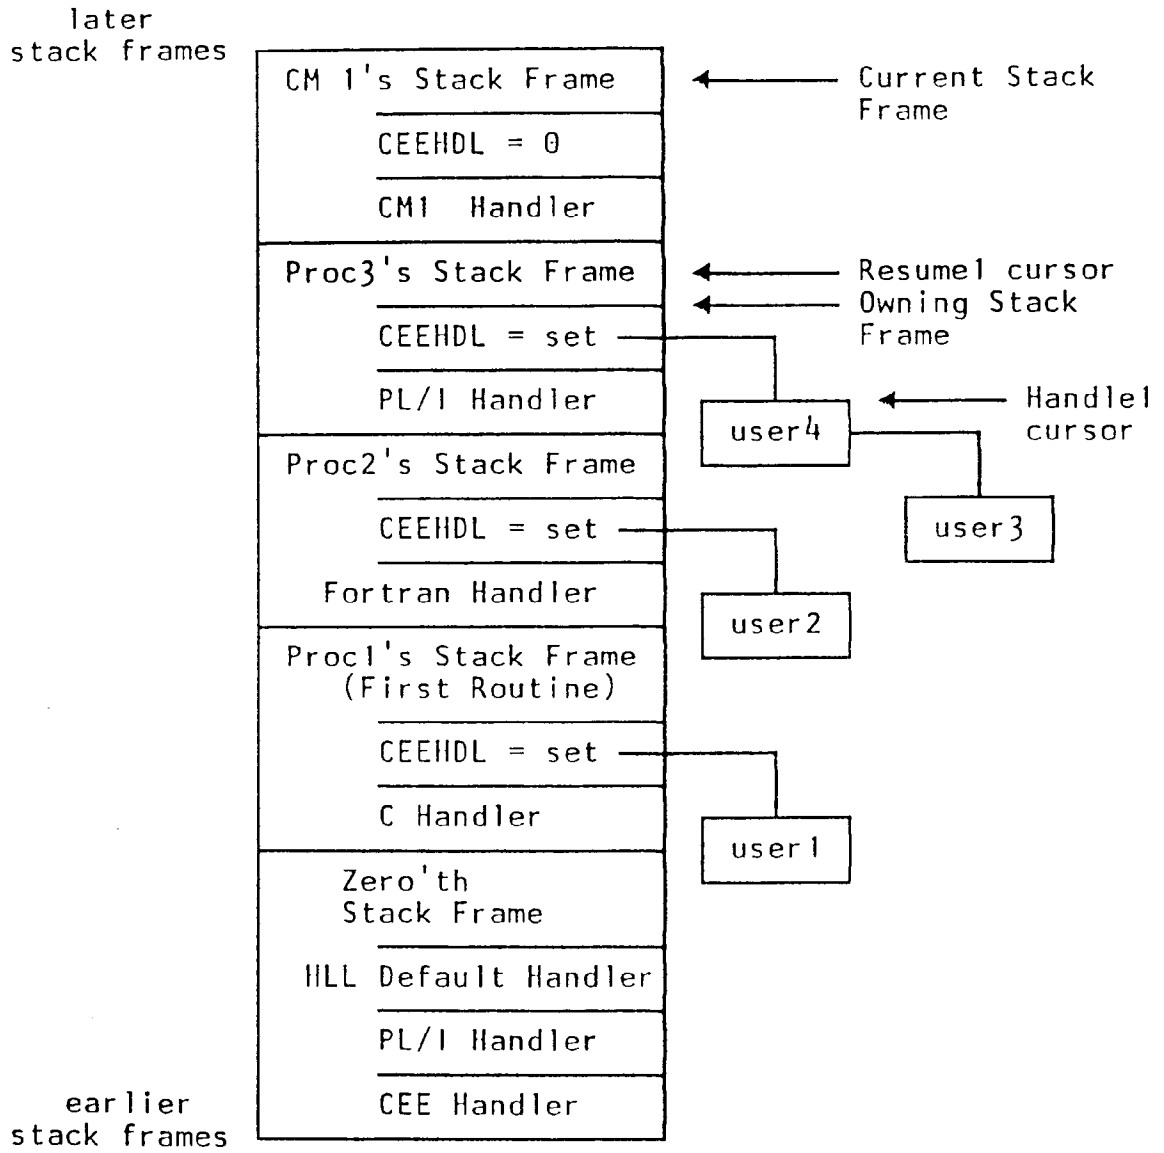 later
stack frames
CM 1's Stack Frame
Current Stack
Frame
CEEHDL = 0
CM1 Handler
Proc3's Stack Frame
Resume1 cursor
Owning Stack
Frame
CEEHDL = set
PL/I Handler
Handle1
cursor
user4
Proc2's Stack Frame
CEEHDL = set
user3
Fortran Handler
user2
Proc1's Stack Frame
(First Routine)
CEEHDL = set
C Handler
user1
Zero'th
Stack Frame
HLL Default Handler
PL/I Handler
CEE Handler
earlier
stack frames